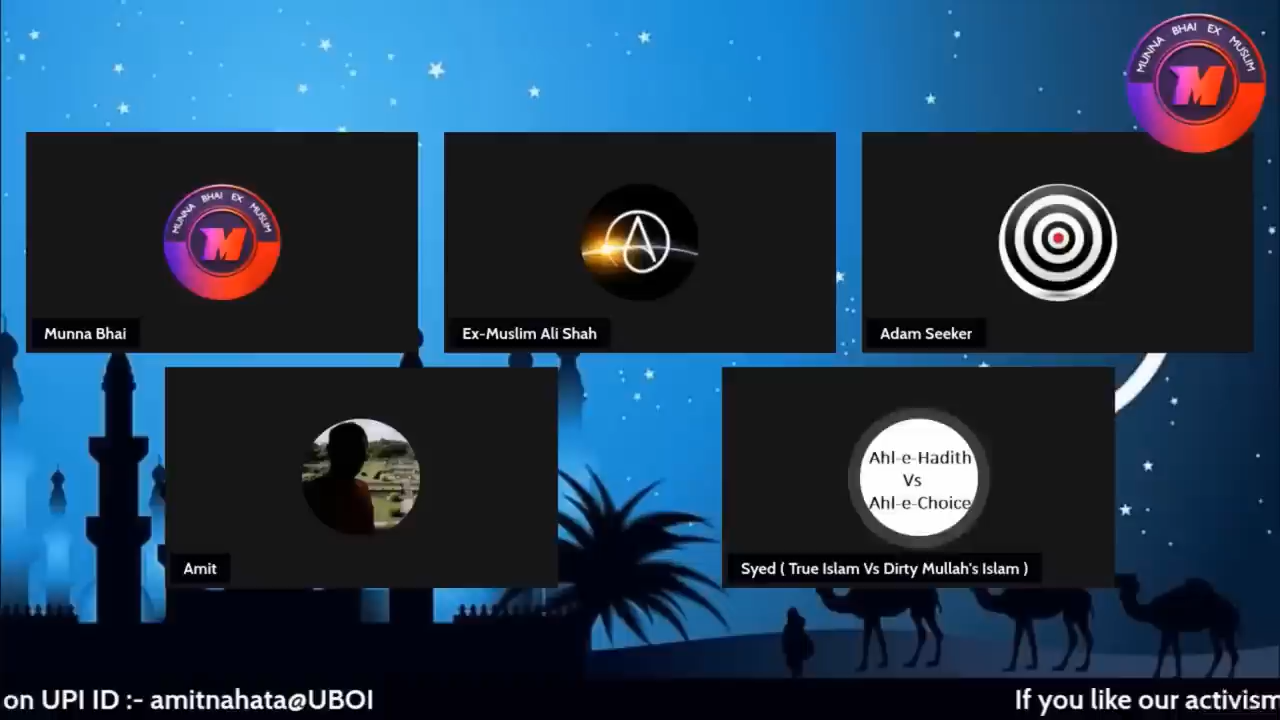 MUNNA BHAI EX MUSLIM
M
MUNNA BHAI EX MUSLIM
M
Munna Bhai
Ex-Muslim Ali Shah
Adam Seeker
Amit
Ahl-e-Hadith
Vs
Ahl-e-Choice
Syed ( True Islam Vs Dirty Mullah's Islam )
on UPI ID :- amitnahata@UBOI
If you like our activism